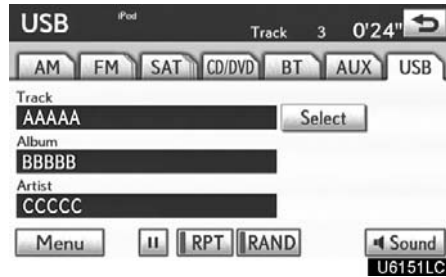 USB iPod Track 3 0'24"
AM FM SAT CD/DVD BT AUX USB
Track
AAAAA Select
Album
BBBBB
Artist
CCCCC
Menu RPT RAND Sound
U6151LC